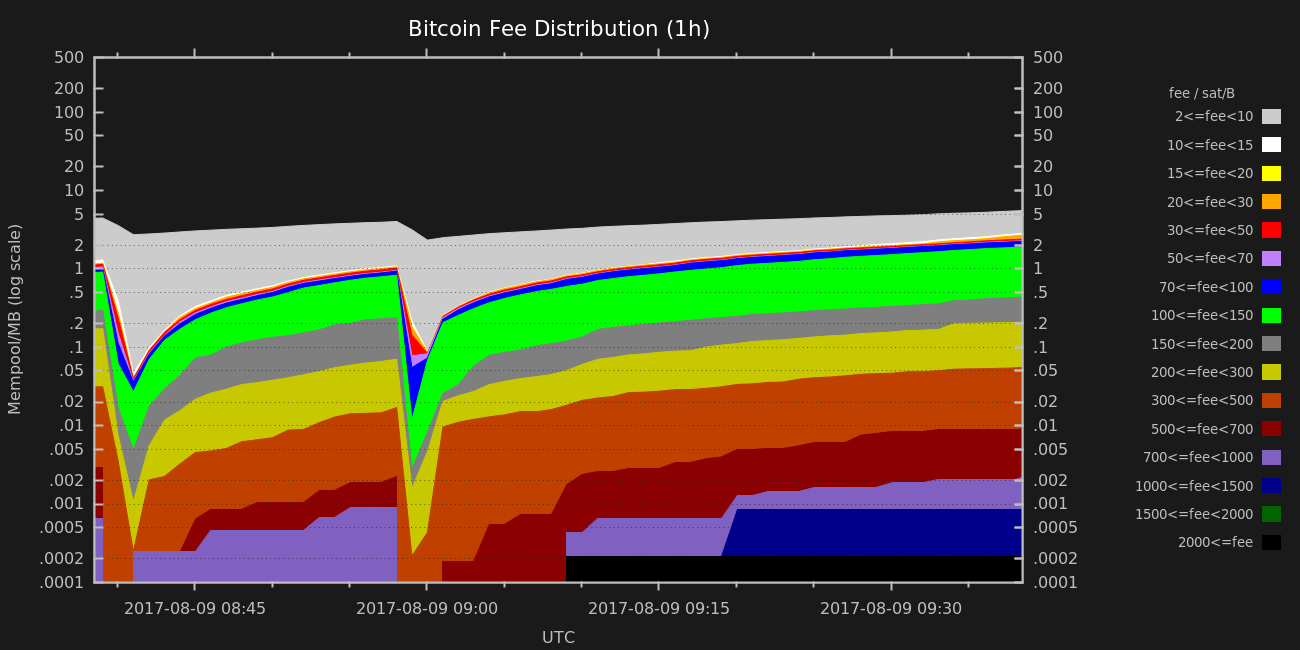 Bitcoin Fee Distribution (1h)
Mempool/MB (log scale)
500
200
100
50
20
10
5
2
1
.5
.2
.1
.05
.02
.01
.005
.002
.001
.0005
.0002
.0001
500
200
100
50
20
10
5
2
1
.5
.2
.1
.05
.02
.01
.005
.002
.001
.0005
.0002
.0001
2017-08-09 08:45
2017-08-09 09:00
2017-08-09 09:15
2017-08-09 09:30
UTC
fee / sat/B
2<=fee<10
10<=fee<15
15<=fee<20
20<=fee<30
30<=fee<50
50<=fee<70
70<=fee<100
100<=fee<150
150<=fee<200
200<=fee<300
300<=fee<500
500<=fee<700
700<=fee<1000
1000<=fee<1500
1500<=fee<2000
2000<=fee